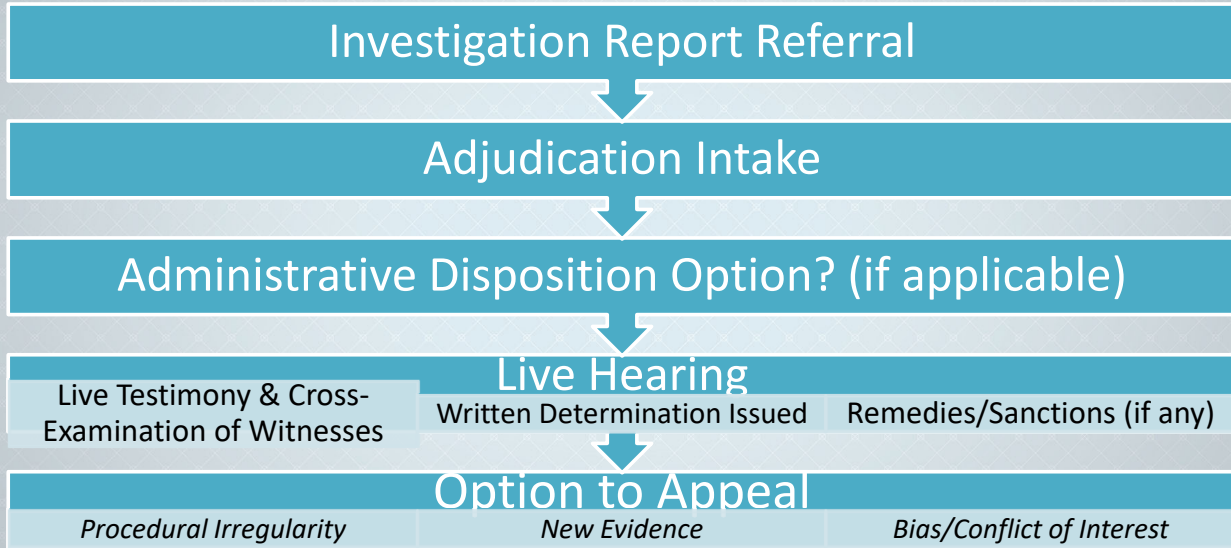 Investigation Report Referral
Adjudication Intake
Administrative Disposition Option? (if applicable)
Live Hearing
Live Testimony & Cross-
Examination of Witnesses
Written Determination Issued
Remedies/Sanctions (if any)
Option to Appeal
Procedural Irregularity
New Evidence
Bias/Conflict of Interest